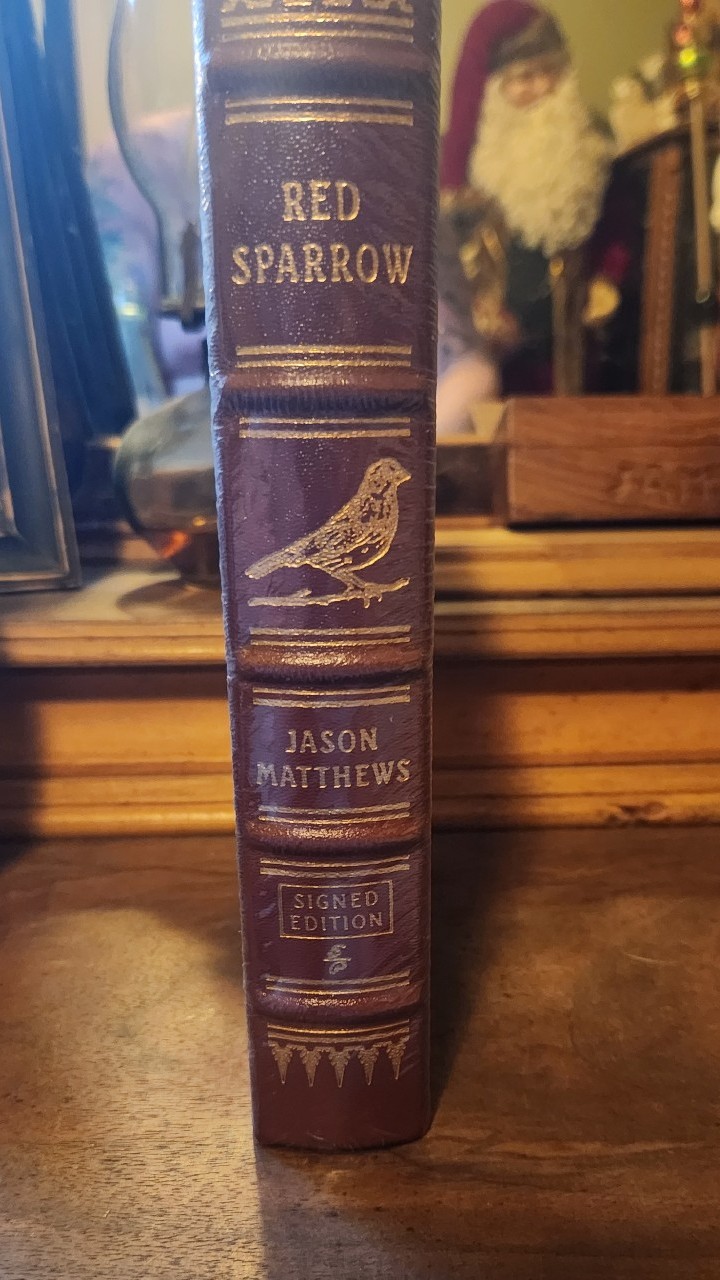 RED
SPARROW
JASON
MATTHEWS
SIGNED
EDITION